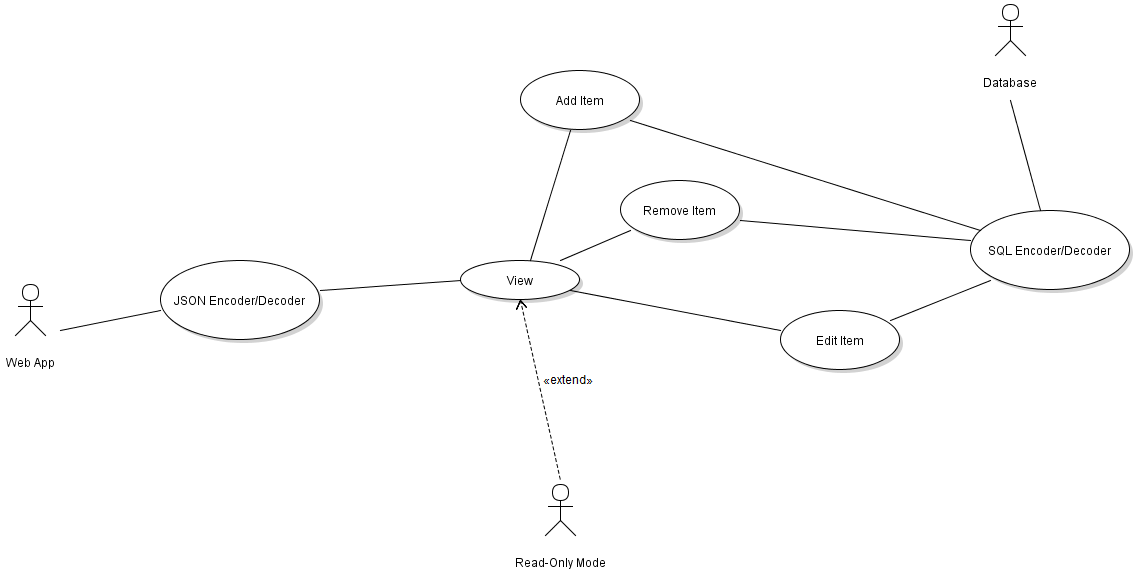 Database
Add Item
Remove Item
SQL Encoder/Decoder
View
JSON Encoder/Decoder
Edit Item
Web App
«extend»
Read-Only Mode